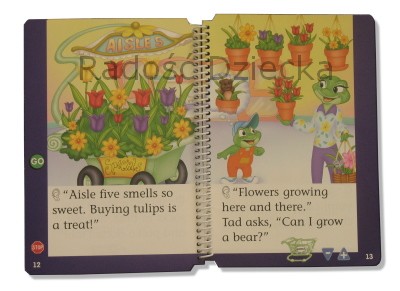 AISLE 5
Radość Dziecka
GO
"Aisle five smells so
sweet. Buying tulips is
a treat!"
STOP
12
"Flowers growing
here and there."
Tad asks, "Can I grow
a bear?"
13